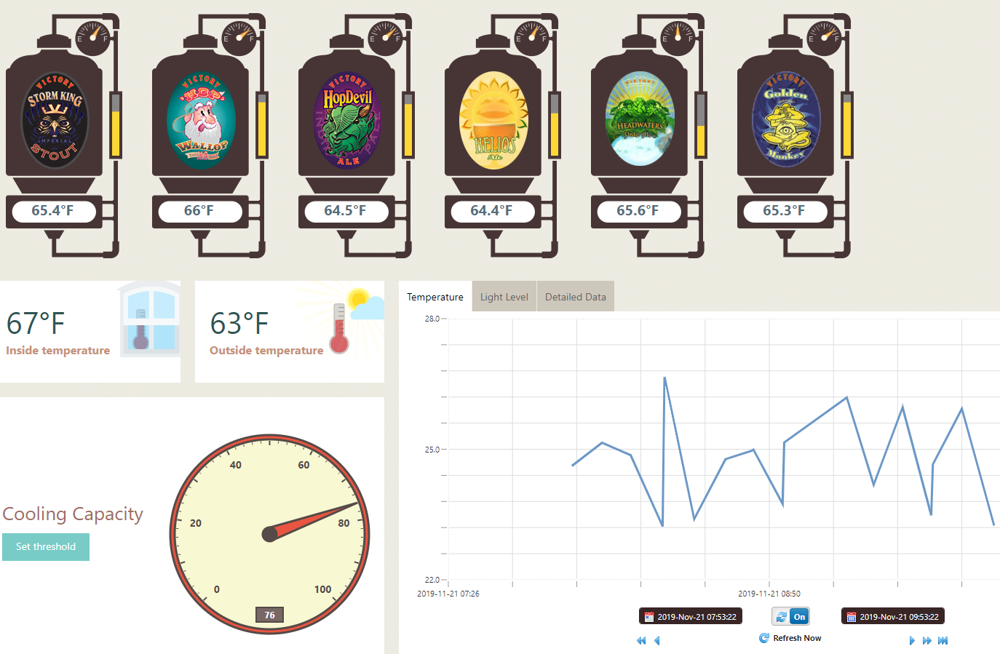 E F
E F
E F
E F
E F
E F
VICTORY
STORM KING
IMPERIAL
STOUT
VICTORY
HOP
WALLOP
VICTORY
HopDevil
ALE
HELIOS
Ale
VICTORY
HEADWATERS
Pale Ale
VICTORY
Golden
Monkey
65.4°F
66°F
64.5°F
64.4°F
65.6°F
65.3°F
67°F
Inside temperature
63°F
Outside temperature
Cooling Capacity
Set threshold
0
20
40
60
80
100
76
Temperature Light Level Detailed Data
28.0
25.0
22.0
2019-11-21 07:26 2019-11-21 08:50
2019-Nov-21 07:53:22 On 2019-Nov-21 09:53:22
Refresh Now